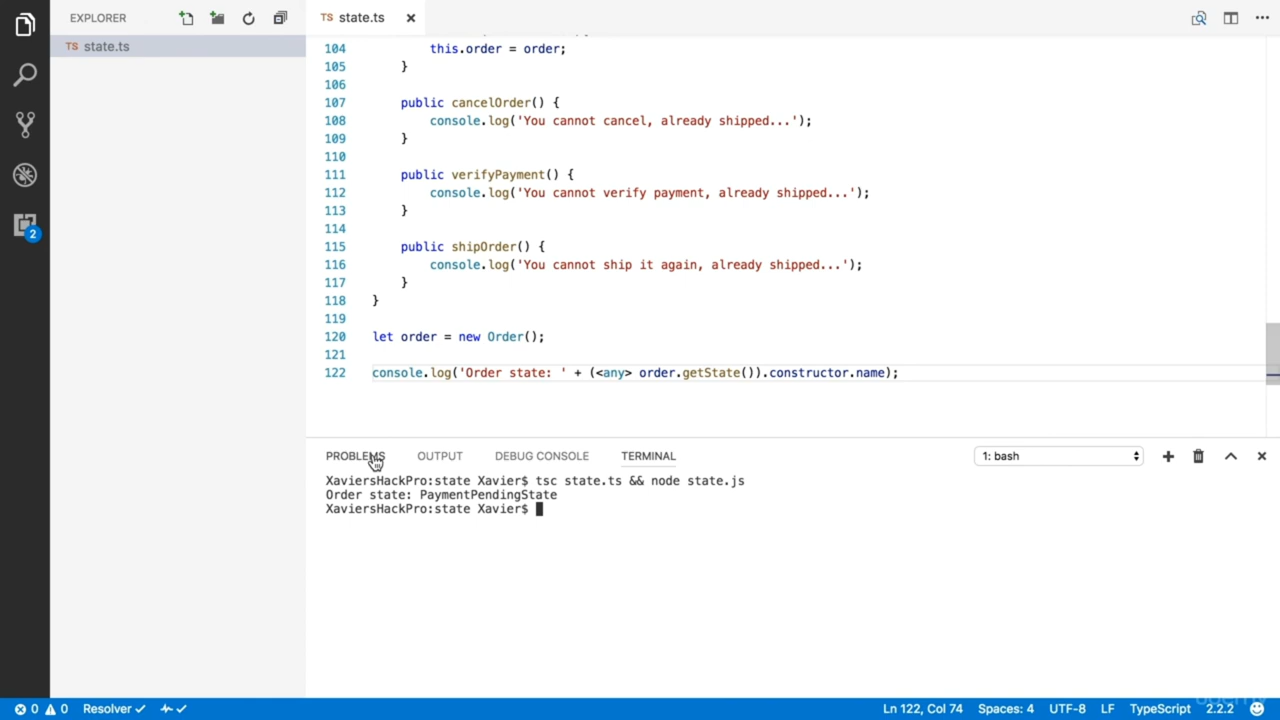 EXPLORER
TS state.ts
TS state.ts
104 this.order = order;
105 }
106
107 public cancelOrder() {
108 console.log('You cannot cancel, already shipped...');
109 }
110
111 public verifyPayment() {
112 console.log('You cannot verify payment, already shipped...');
113 }
114
115 public shipOrder() {
116 console.log('You cannot ship it again, already shipped...');
117 }
118 }
119
120 let order = new Order();
121
122 console.log('Order state: ' + (<any> order.getState()).constructor.name);
2
PROBLEMS OUTPUT DEBUG CONSOLE TERMINAL 1: bash
XaviersHackPro:state Xavier$ tsc state.ts && node state.js
Order state: PaymentPendingState
XaviersHackPro:state Xavier$
0 0 Resolver Ln 122, Col 74 Spaces: 4 UTF-8 LF TypeScript 2.2.2